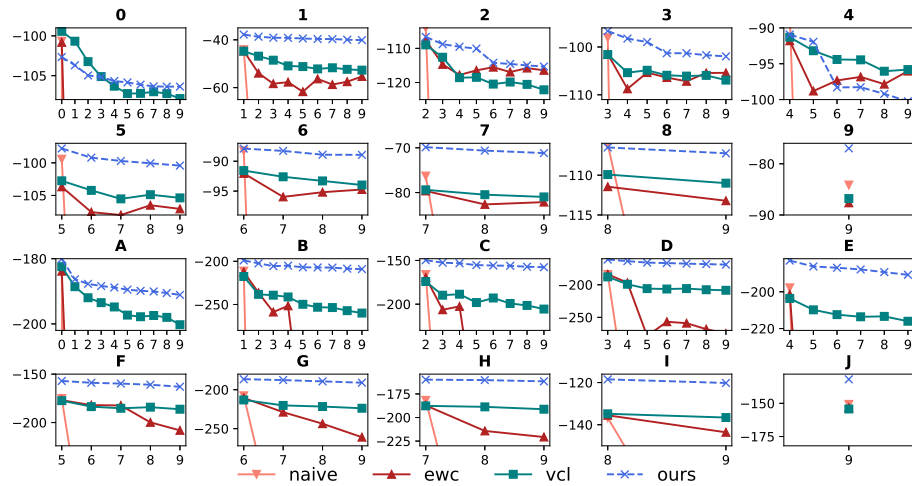 0 1 2 3 4
−100 −105
0 1 2 3 4 5 6 7 8 9
−40 −60
1 2 3 4 5 6 7 8 9
−110 −120
2 3 4 5 6 7 8 9
−100 −110
3 4 5 6 7 8 9
−90 −95 −100
4 5 6 7 8 9
5 6 7 8 9
−100 −105
5 6 7 8 9
−90 −95
6 7 8 9
−70 −80
7 8 9
−110 −115
8 9
−80 −90
9
A B C D E
−180 −200
0 1 2 3 4 5 6 7 8 9
−200 −250
1 2 3 4 5 6 7 8 9
−150 −200
2 3 4 5 6 7 8 9
−200 −250
3 4 5 6 7 8 9
−200 −220
4 5 6 7 8 9
F G H I J
−150 −200
5 6 7 8 9
−200 −250
6 7 8 9
−175 −200 −225
7 8 9
−120 −140
8 9
−150 −175
9
naive ewc vcl ours